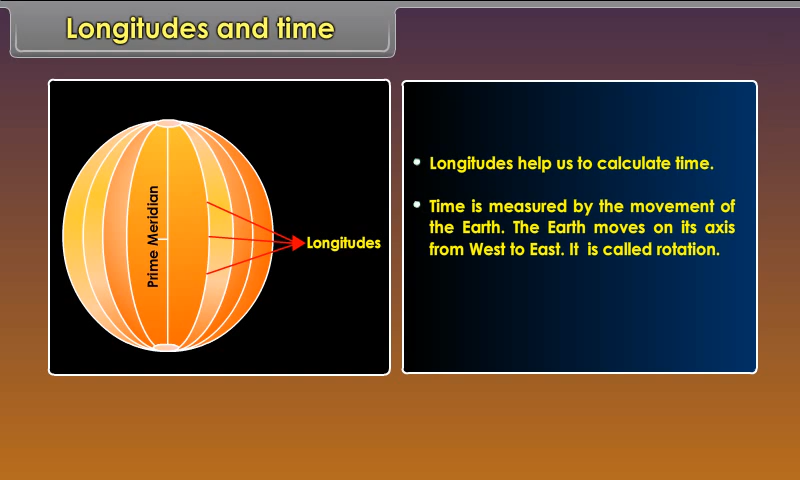 Longitudes and time
Prime Meridian
Longitudes
• Longitudes help us to calculate time.
• Time is measured by the movement of
the Earth. The Earth moves on its axis
from West to East. It is called rotation.